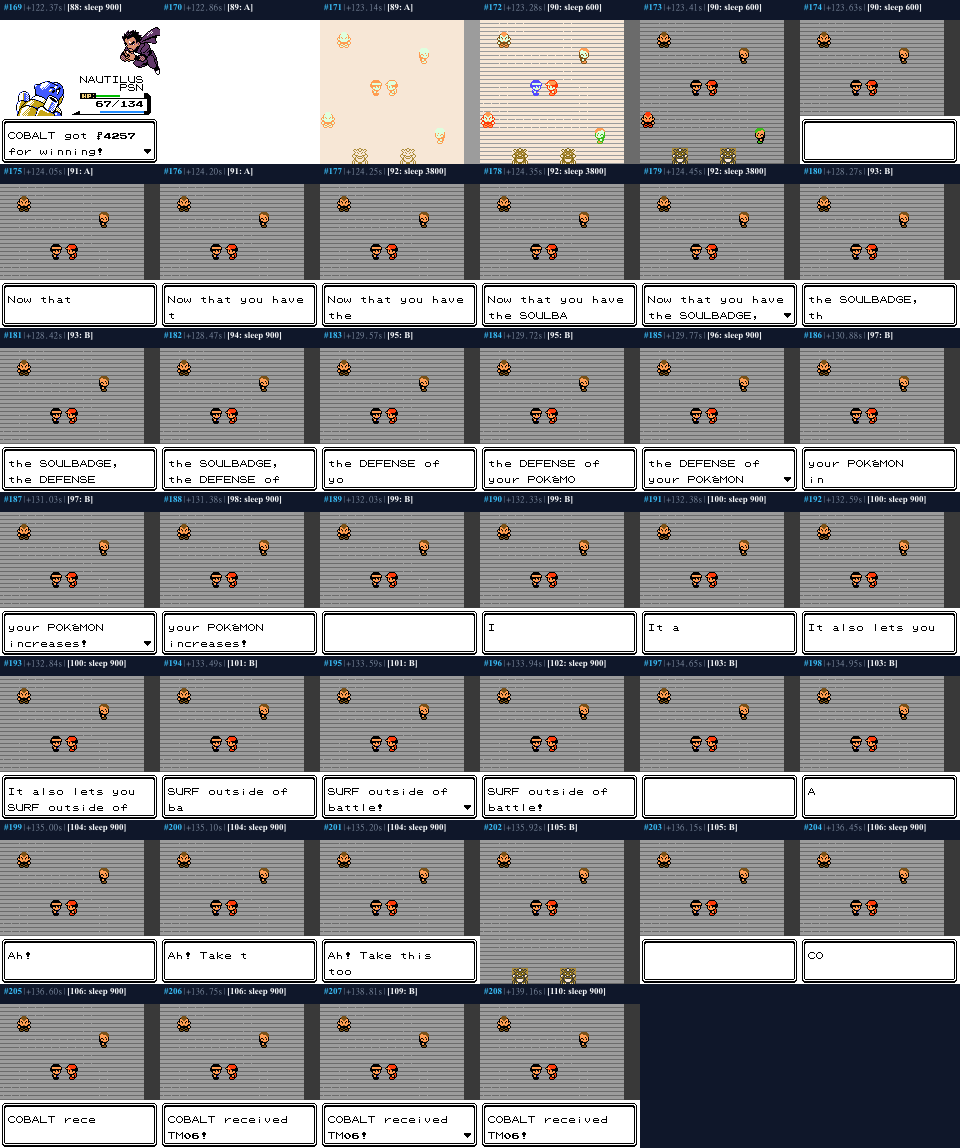 #169 | +122.37s | [88: sleep 900]
#170 | +122.86s | [89: A]
#171 | +123.14s | [89: A]
#172 | +123.28s | [90: sleep 600]
#173 | +123.41s | [90: sleep 600]
#174 | +123.63s | [90: sleep 600]
NAUTILUS
PSN
HP:
67/134
COBALT got ₽4257
for winning! ▼
#175 | +124.05s | [91: A]
#176 | +124.20s | [91: A]
#177 | +124.25s | [92: sleep 3800]
#178 | +124.35s | [92: sleep 3800]
#179 | +124.45s | [92: sleep 3800]
#180 | +128.27s | [93: B]
Now that
Now that you have
t
Now that you have
the
Now that you have
the SOULBA
Now that you have
the SOULBADGE, ▼
the SOULBADGE,
th
#181 | +128.42s | [93: B]
#182 | +128.47s | [94: sleep 900]
#183 | +129.57s | [95: B]
#184 | +129.72s | [95: B]
#185 | +129.77s | [96: sleep 900]
#186 | +130.88s | [97: B]
the SOULBADGE,
the DEFENSE
the SOULBADGE,
the DEFENSE of
the DEFENSE of
yo
the DEFENSE of
your POKéMO
the DEFENSE of
your POKéMON ▼
your POKéMON
in
#187 | +131.03s | [97: B]
#188 | +131.38s | [98: sleep 900]
#189 | +132.03s | [99: B]
#190 | +132.33s | [99: B]
#191 | +132.38s | [100: sleep 900]
#192 | +132.59s | [100: sleep 900]
your POKéMON
increases! ▼
your POKéMON
increases!
I
It a
It also lets you
#193 | +132.84s | [100: sleep 900]
#194 | +133.49s | [101: B]
#195 | +133.59s | [101: B]
#196 | +133.94s | [102: sleep 900]
#197 | +134.65s | [103: B]
#198 | +134.95s | [103: B]
It also lets you
SURF outside of
SURF outside of
ba
SURF outside of
battle! ▼
SURF outside of
battle!
A
#199 | +135.00s | [104: sleep 900]
#200 | +135.10s | [104: sleep 900]
#201 | +135.20s | [104: sleep 900]
#202 | +135.92s | [105: B]
#203 | +136.15s | [105: B]
#204 | +136.45s | [106: sleep 900]
Ah!
Ah! Take t
Ah! Take this
too
CO
#205 | +136.60s | [106: sleep 900]
#206 | +136.75s | [106: sleep 900]
#207 | +138.81s | [109: B]
#208 | +139.16s | [110: sleep 900]
COBALT rece
COBALT received
TM06!
COBALT received
TM06! ▼
COBALT received
TM06!